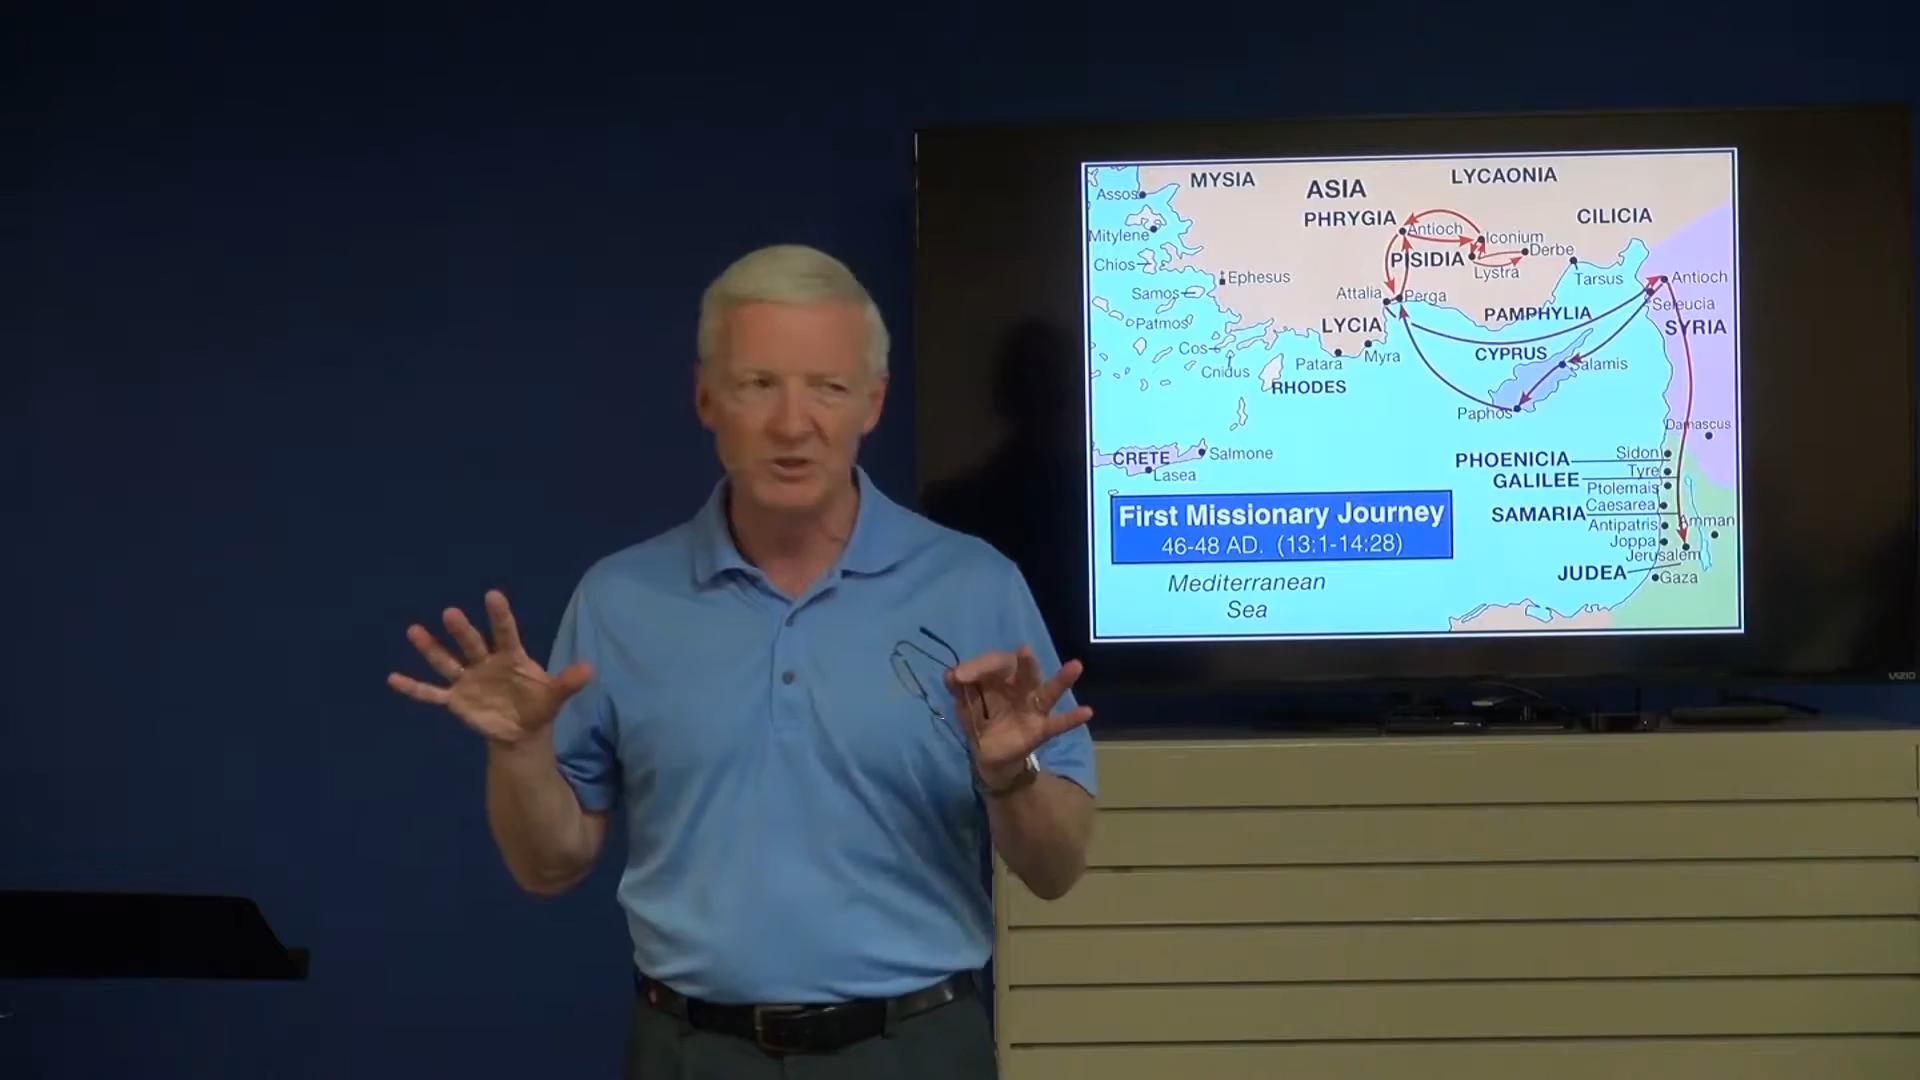 MYSIA
ASIA
LYCAONIA
Assos
PHRYGIA
CILICIA
Mitylene
Antioch
Iconium
Derbe
Chios
PISIDIA
Lystra
Tarsus
Ephesus
Antioch
Samos
Attalia
Perga
Seleucia
Patmos
LYCIA
PAMPHYLIA
SYRIA
Cos
CYPRUS
Cnidus
Patara
Myra
Salamis
RHODES
Paphos
Damascus
CRETE
Salmone
Lasea
PHOENICIA
Sidon
Tyre
GALILEE
Ptolemais
SAMARIA
Caesarea
Antipatris
Amman
Joppa
Jerusalem
JUDEA
Gaza
First Missionary Journey
46-48 AD. (13:1-14:28)
Mediterranean
Sea
VIZIO